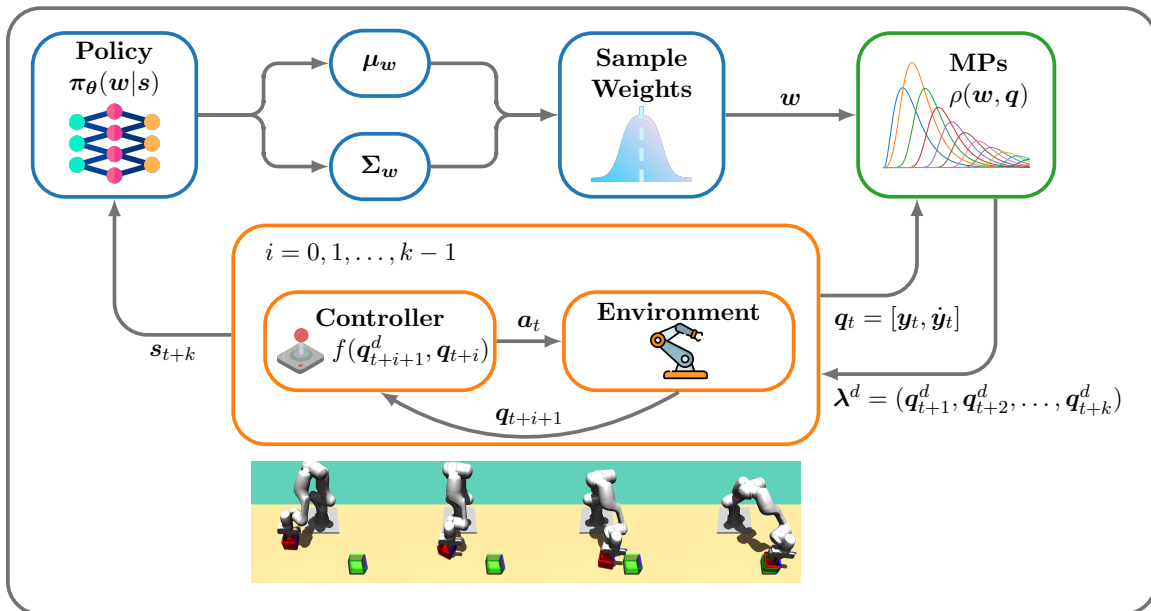 Policy
π_θ(w|s)
μ_w
Σ_w
Sample
Weights
w
MPs
ρ(w, q)
i = 0, 1, . . . , k − 1
Controller
f(q^d_{t+i+1}, q_{t+i})
a_t
Environment
q_{t+i+1}
s_{t+k}
q_t = [y_t, ẏ_t]
λ^d = (q^d_{t+1}, q^d_{t+2}, . . . , q^d_{t+k})